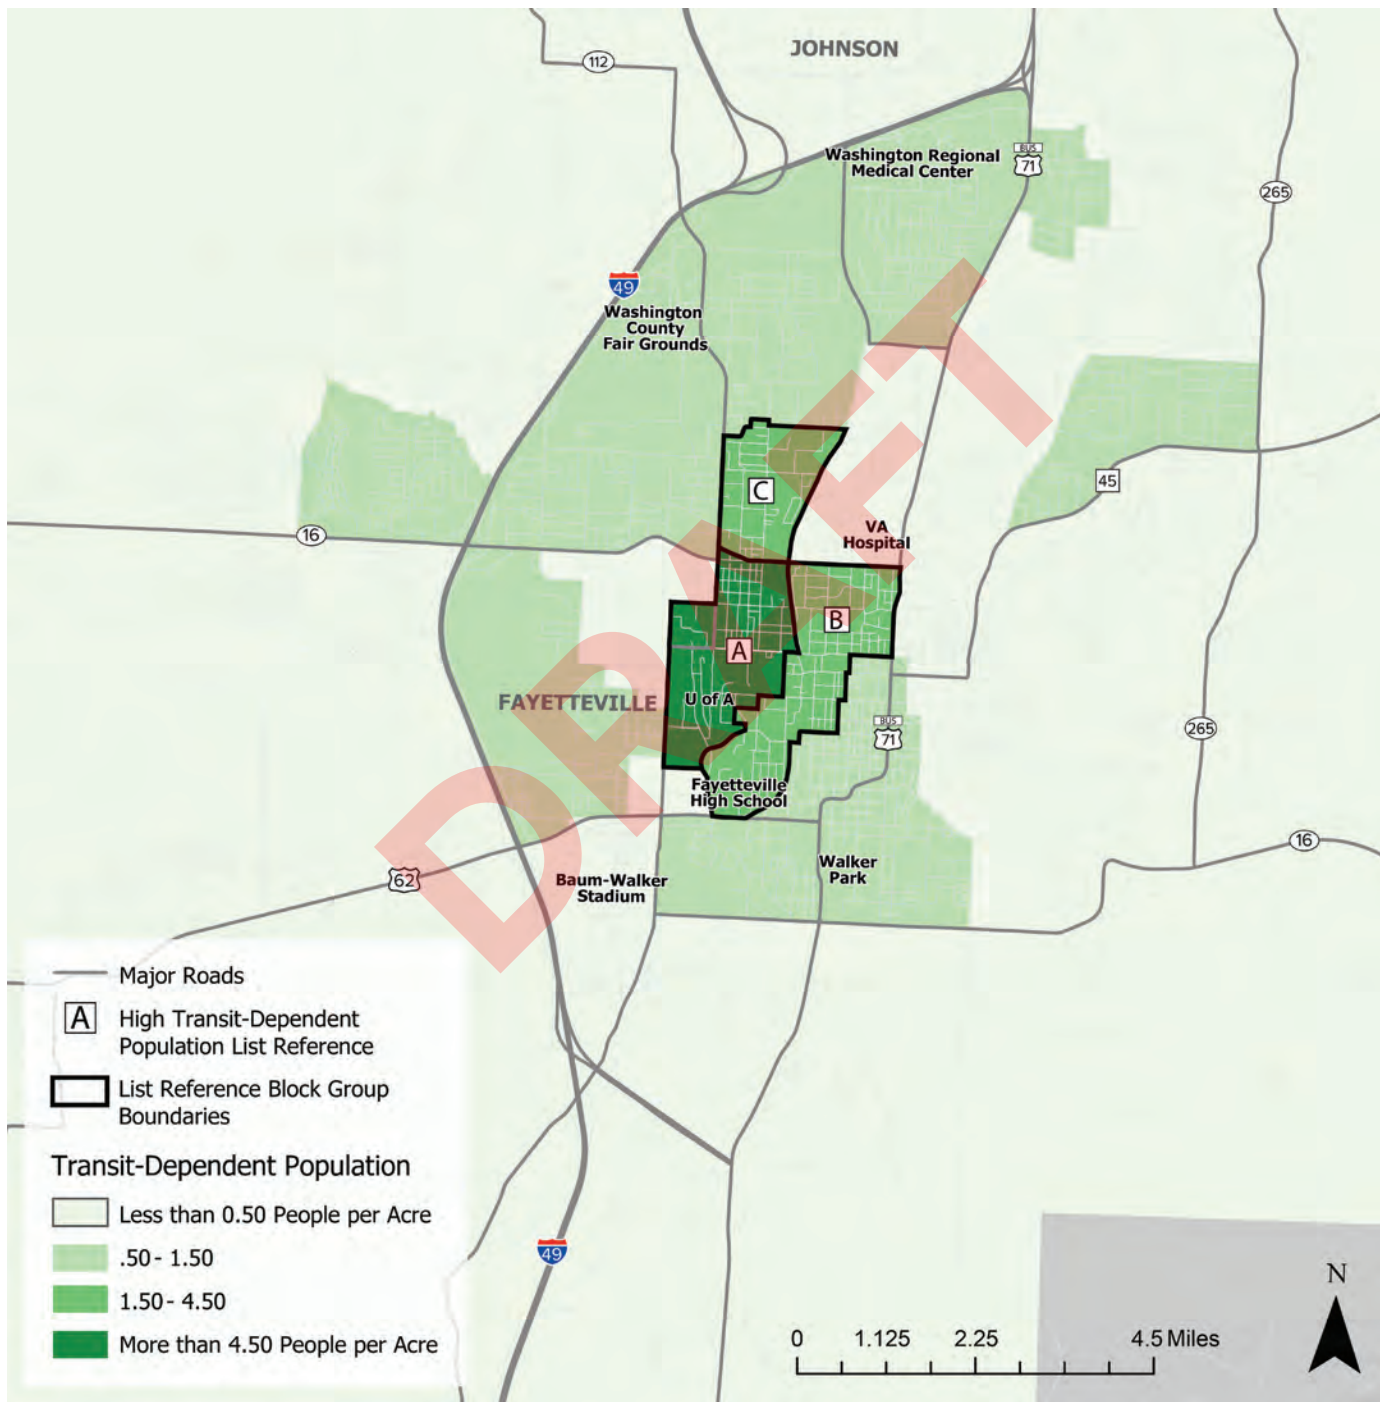 JOHNSON
112
Washington Regional
Medical Center
BUS
71
265
49
Washington
County
Fair Grounds
45
C
16
VA
Hospital
B
A
FAYETTEVILLE
U of A
BUS
71
265
Fayetteville
High School
16
62
Baum-Walker
Stadium
Walker
Park
DRAFT
Major Roads
A
High Transit-Dependent
Population List Reference
List Reference Block Group
Boundaries
Transit-Dependent Population
Less than 0.50 People per Acre
.50 - 1.50
1.50 - 4.50
More than 4.50 People per Acre
49
N
0 1.125 2.25 4.5 Miles